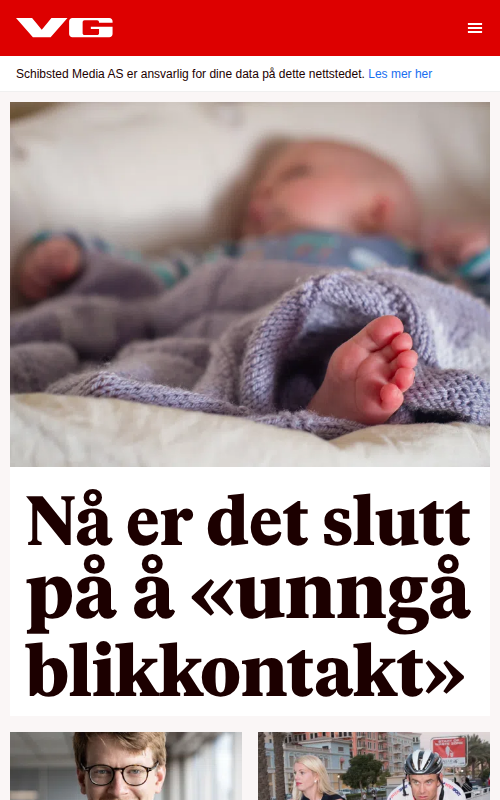 VG
Schibsted Media AS er ansvarlig for dine data på dette nettstedet. Les mer her
Nå er det slutt
på å «unngå
blikkontakt»